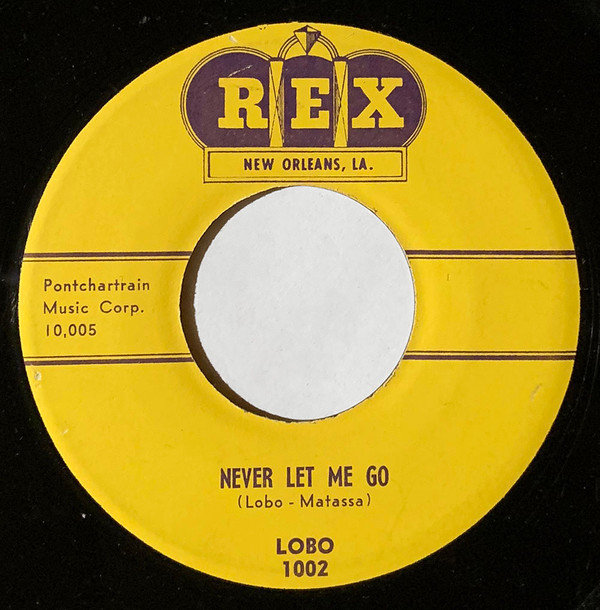 REX
NEW ORLEANS, LA.
Pontchartrain
Music Corp.
10,005
NEVER LET ME GO
(Lobo - Matassa)
LOBO
1002